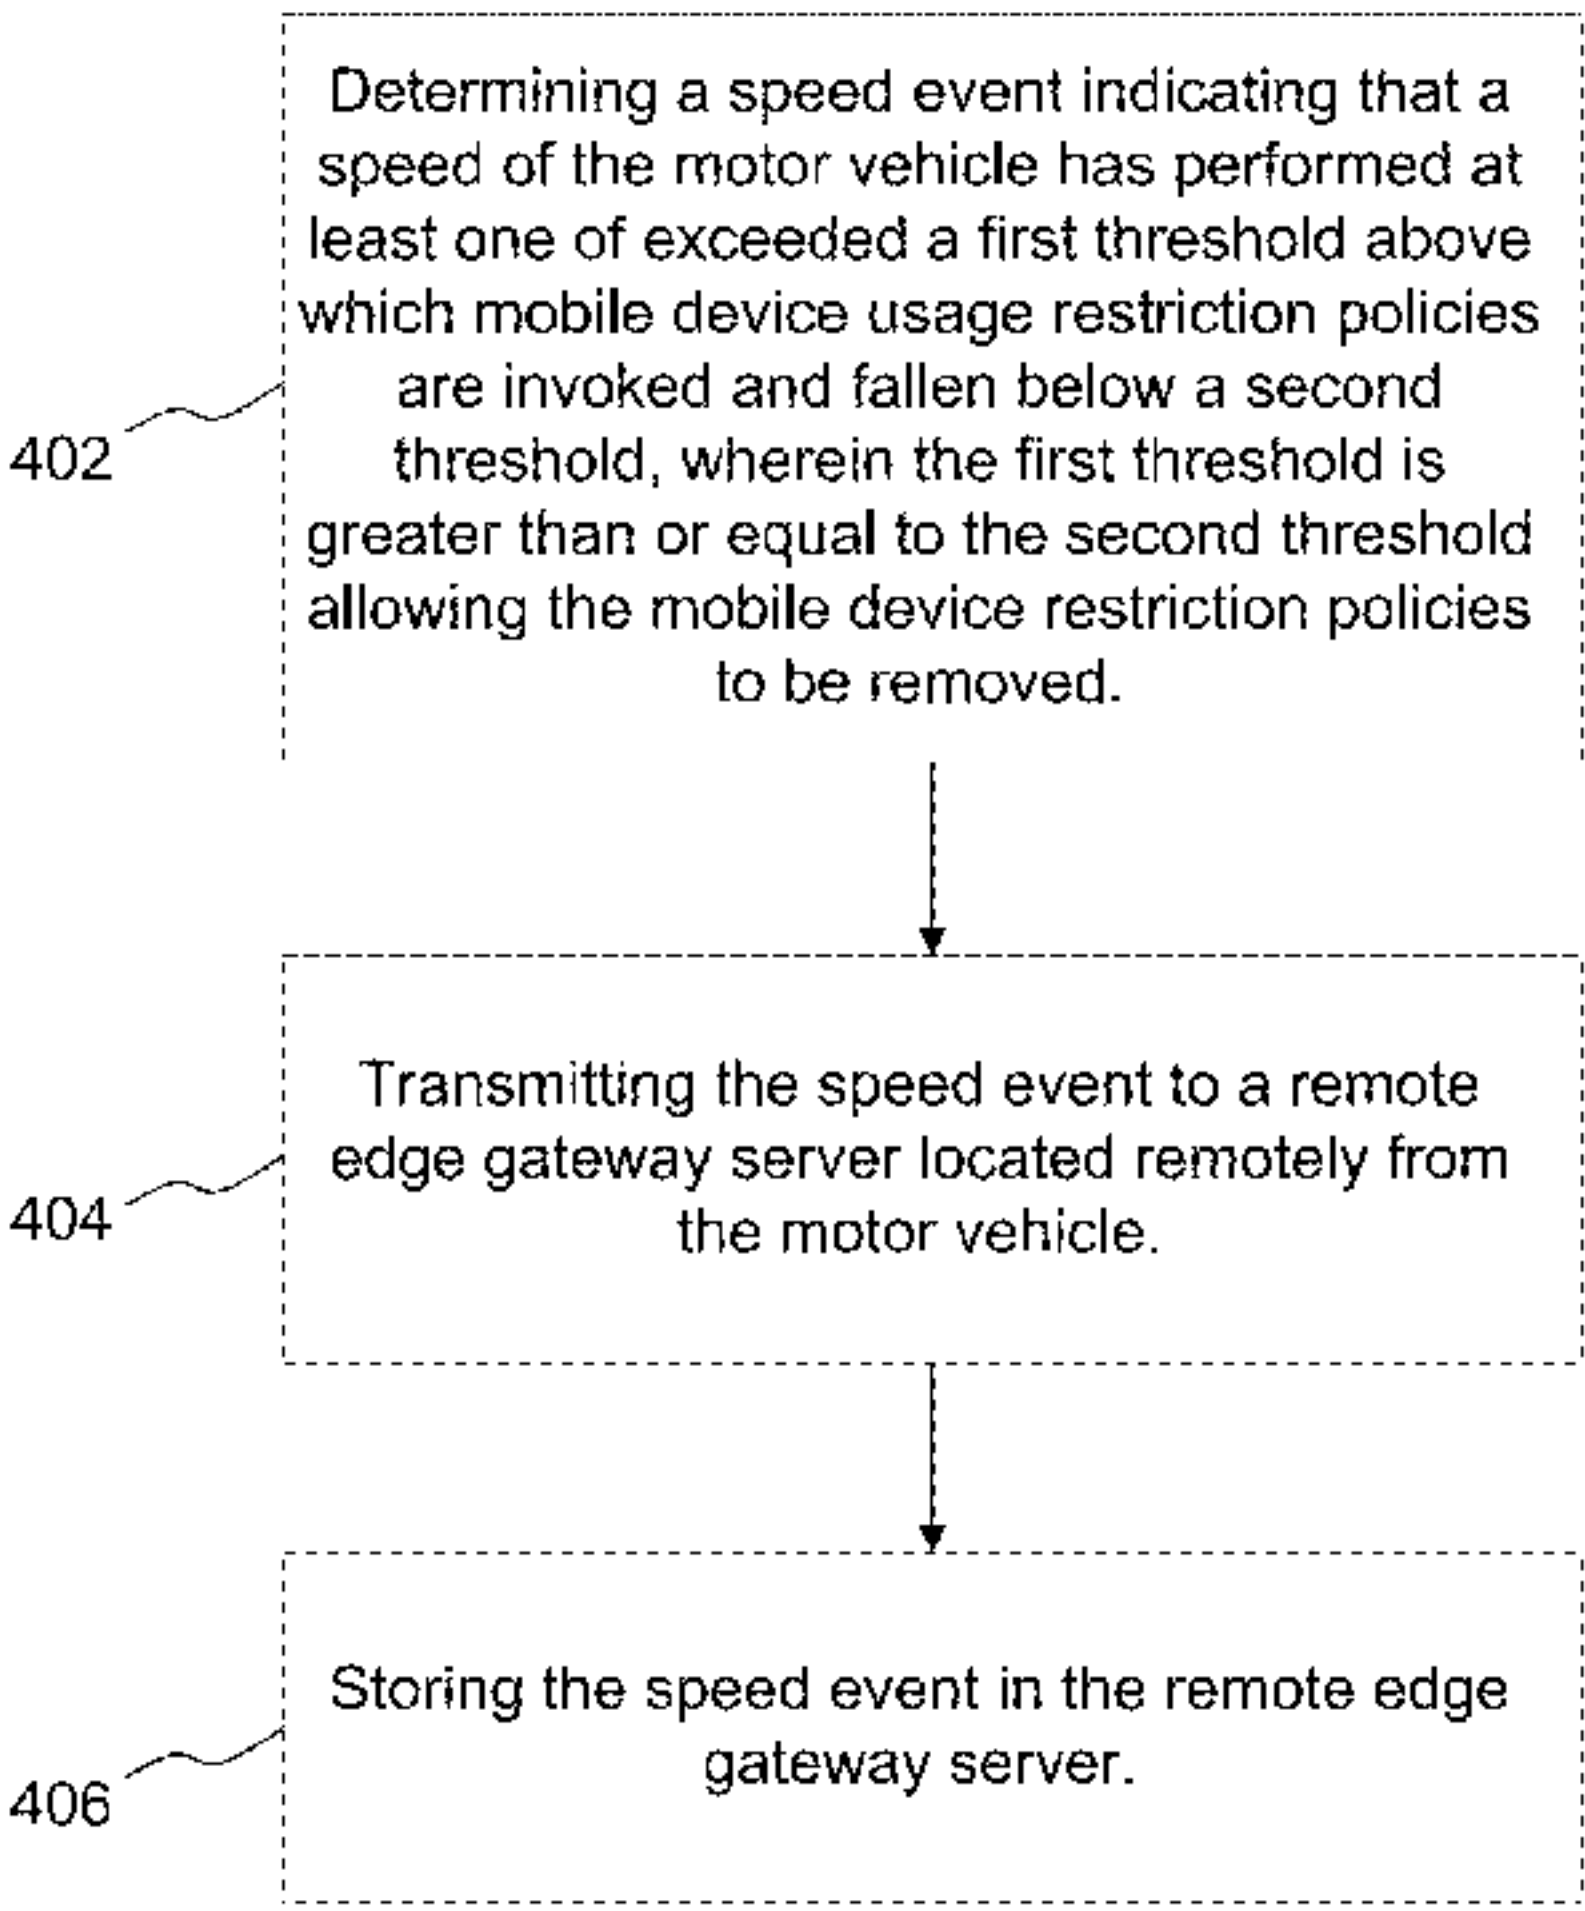 Determining a speed event indicating that a
speed of the motor vehicle has performed at
least one of exceeded a first threshold above
which mobile device usage restriction policies
are invoked and fallen below a second
threshold, wherein the first threshold is
greater than or equal to the second threshold
allowing the mobile device restriction policies
to be removed.
402
Transmitting the speed event to a remote
edge gateway server located remotely from
the motor vehicle.
404
Storing the speed event in the remote edge
gateway server.
406